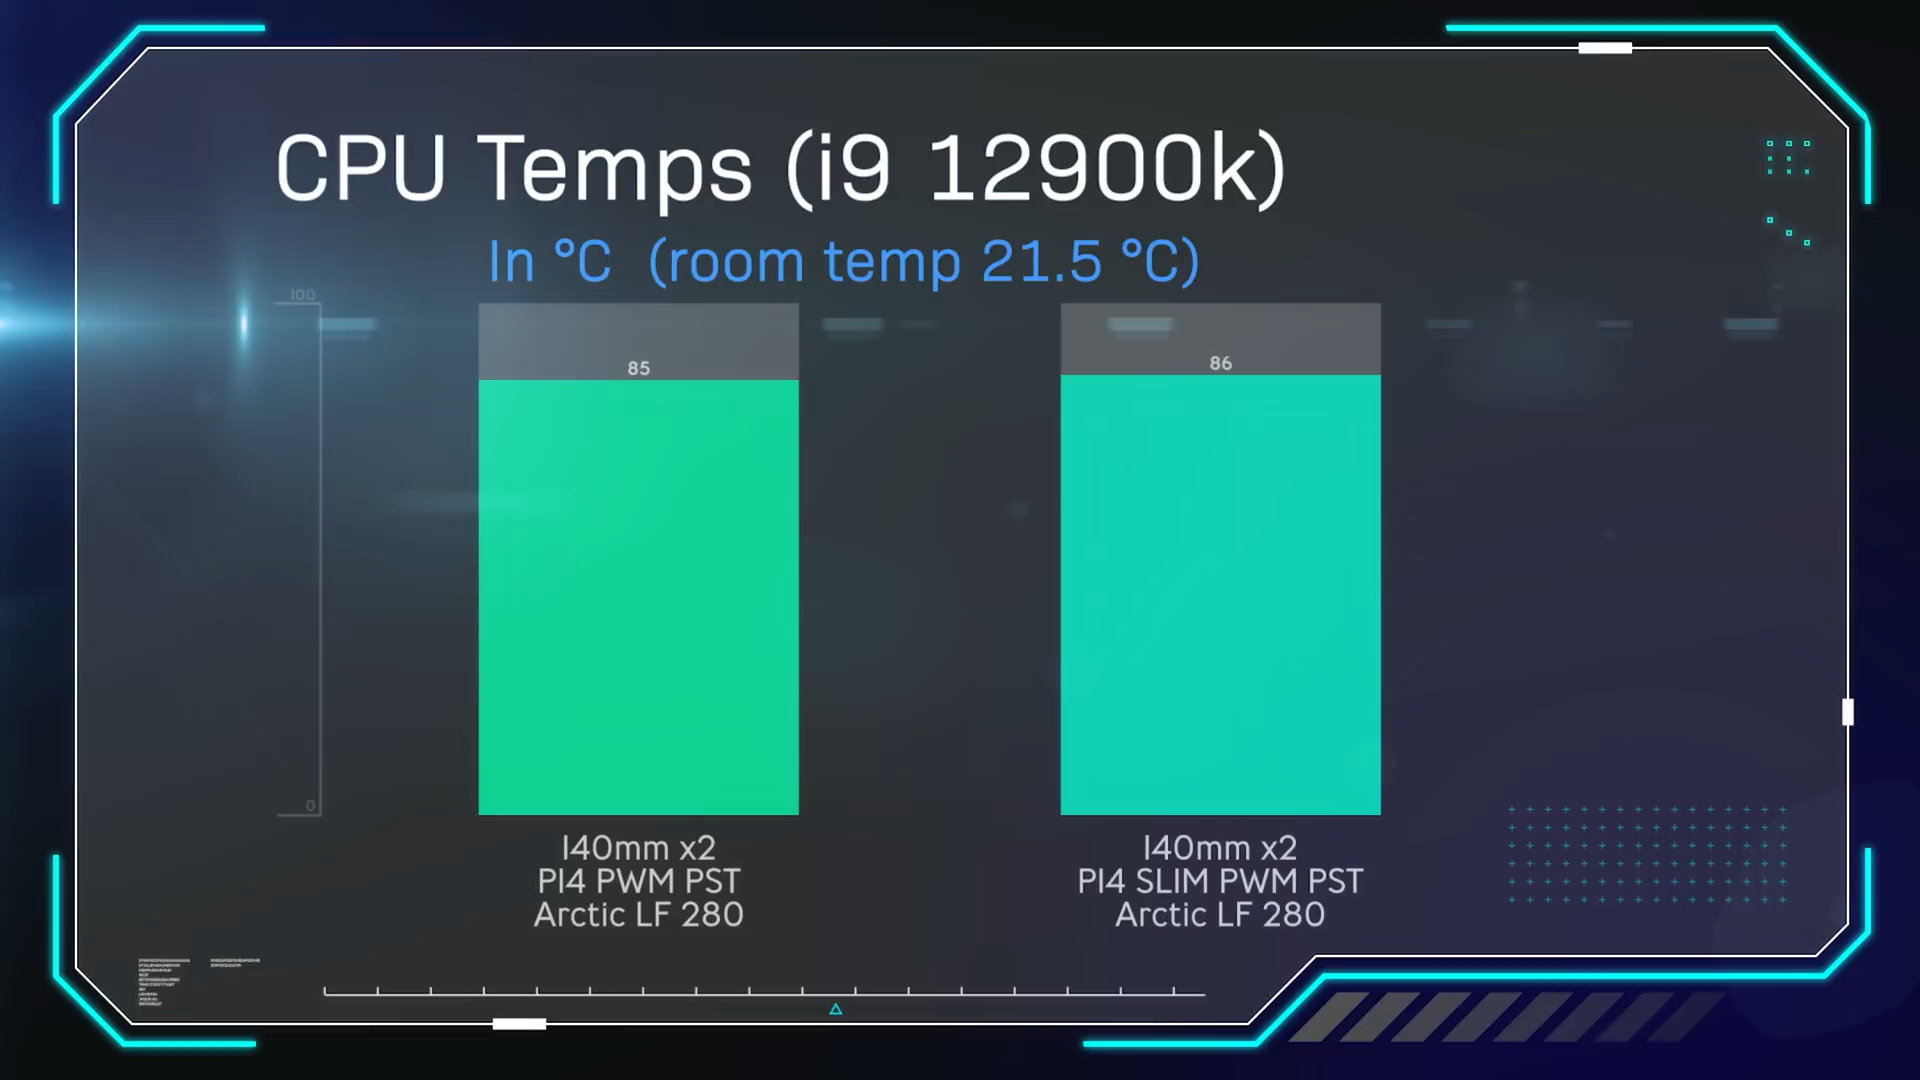 CPU Temps (i9 12900k)
In °C (room temp 21.5 °C)
100
85
86
0
140mm x2
P14 PWM PST
Arctic LF 280
140mm x2
P14 SLIM PWM PST
Arctic LF 280